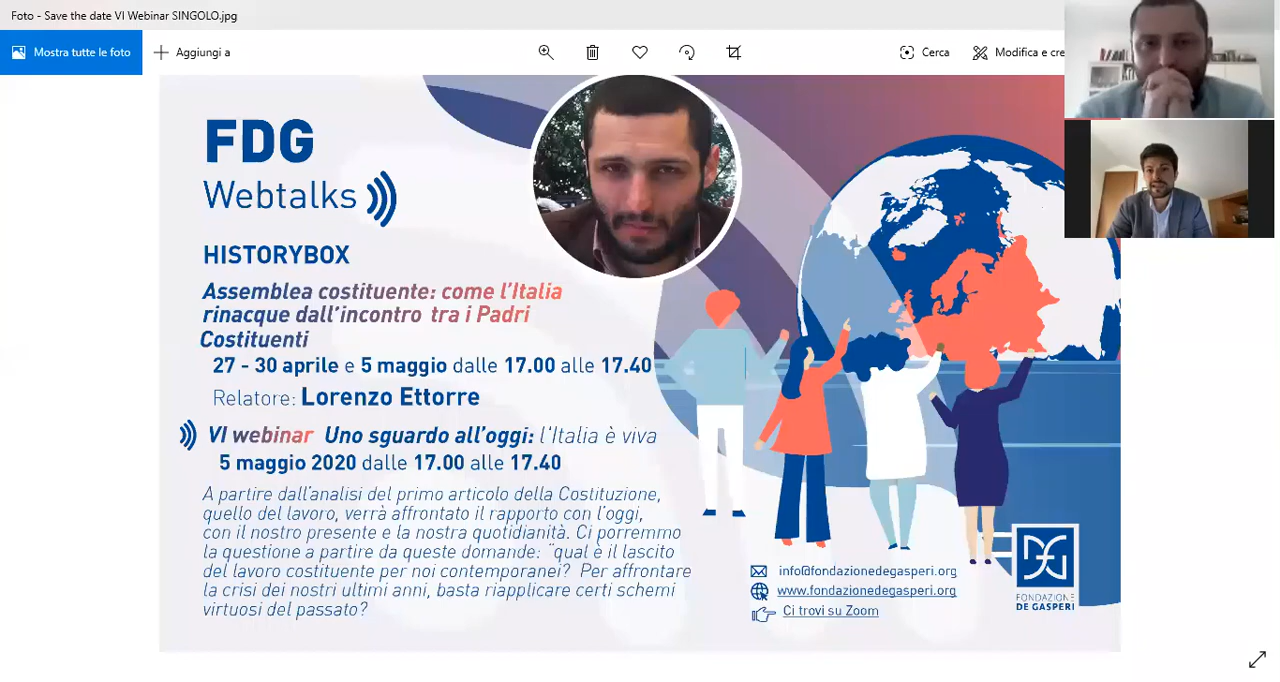 Foto - Save the date VI Webinar SINGOLO.jpg
Mostra tutte le foto
Aggiungi a
Cerca
Modifica e cre
FDG
Webtalks
HISTORYBOX
Assemblea costituente: come l'Italia
rinacque dall'incontro tra i Padri
Costituenti
27 - 30 aprile e 5 maggio dalle 17.00 alle 17.40
Relatore: Lorenzo Ettorre
VI webinar Uno sguardo all'oggi: l'Italia è viva
5 maggio 2020 dalle 17.00 alle 17.40
A partire dall'analisi del primo articolo della Costituzione,
quello del lavoro, verrà affrontato il rapporto con l'oggi,
con il nostro presente e la nostra quotidianità. Ci porremmo
la questione a partire da queste domande: "qual è il lascito
del lavoro costituente per noi contemporanei? Per affrontare
la crisi dei nostri ultimi anni, basta riapplicare certi schemi
virtuosi del passato?
info@fondazionedegasperi.org
www.fondazionedegasperi.org
Ci trovi su Zoom
FONDAZIONE
DE GASPERI